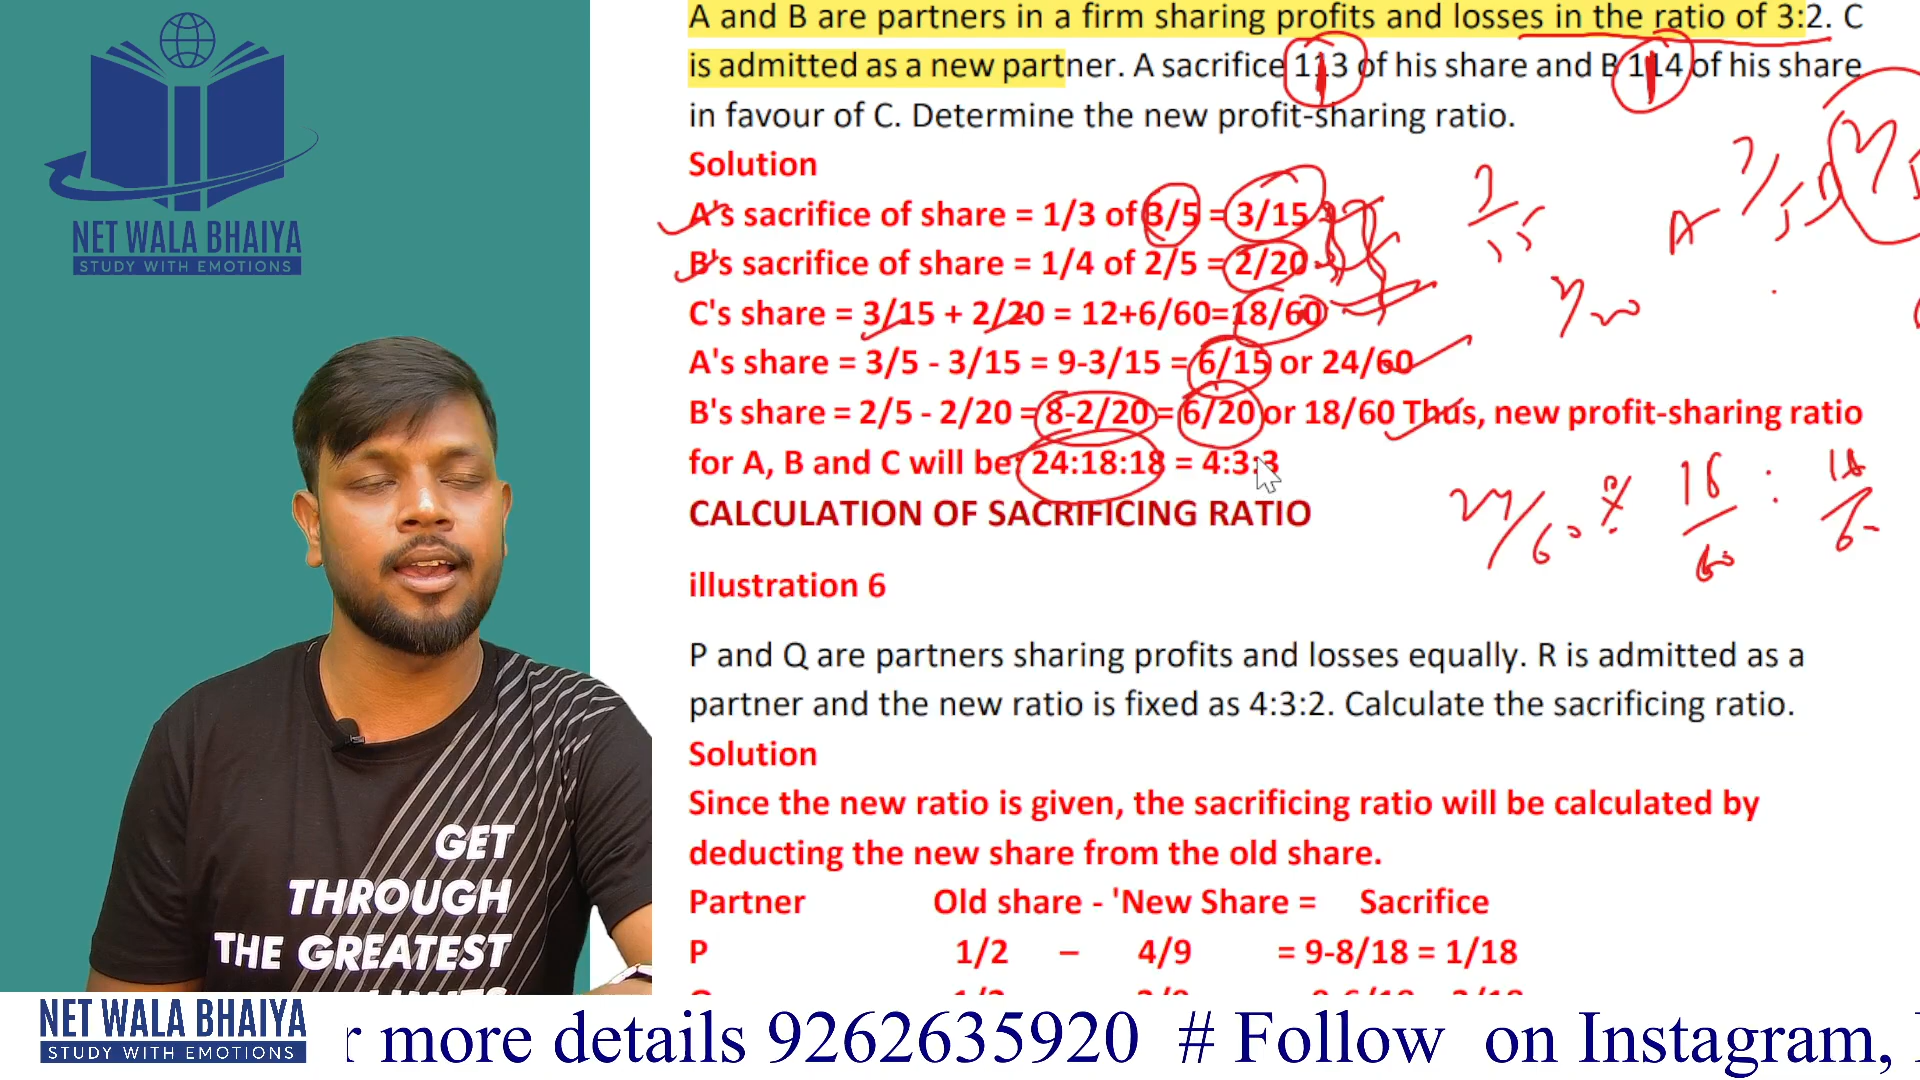 A and B are partners in a firm sharing profits and losses in the ratio of 3:2. C
is admitted as a new partner. A sacrifice 113 of his share and B 114 of his share
in favour of C. Determine the new profit-sharing ratio.
Solution
A's sacrifice of share = 1/3 of 3/5 = 3/15
B's sacrifice of share = 1/4 of 2/5 = 2/20
C's share = 3/15 + 2/20 = 12+6/60=18/60
A's share = 3/5 - 3/15 = 9-3/15 = 6/15 or 24/60
B's share = 2/5 - 2/20 = 8-2/20 = 6/20 or 18/60 Thus, new profit-sharing ratio
for A, B and C will be: 24:18:18 = 4:3:3
24/60 : 18/60 : 18/60
CALCULATION OF SACRIFICING RATIO
illustration 6
P and Q are partners sharing profits and losses equally. R is admitted as a
partner and the new ratio is fixed as 4:3:2. Calculate the sacrificing ratio.
Solution
Since the new ratio is given, the sacrificing ratio will be calculated by
deducting the new share from the old share.
Partner Old share - 'New Share = Sacrifice
P 1/2 – 4/9 = 9-8/18 = 1/18
NET WALA BHAIYA
STUDY WITH EMOTIONS
GET
THROUGH
THE GREATEST
NET WALA BHAIYA
STUDY WITH EMOTIONS
r more details 9262635920 # Follow on Instagram,